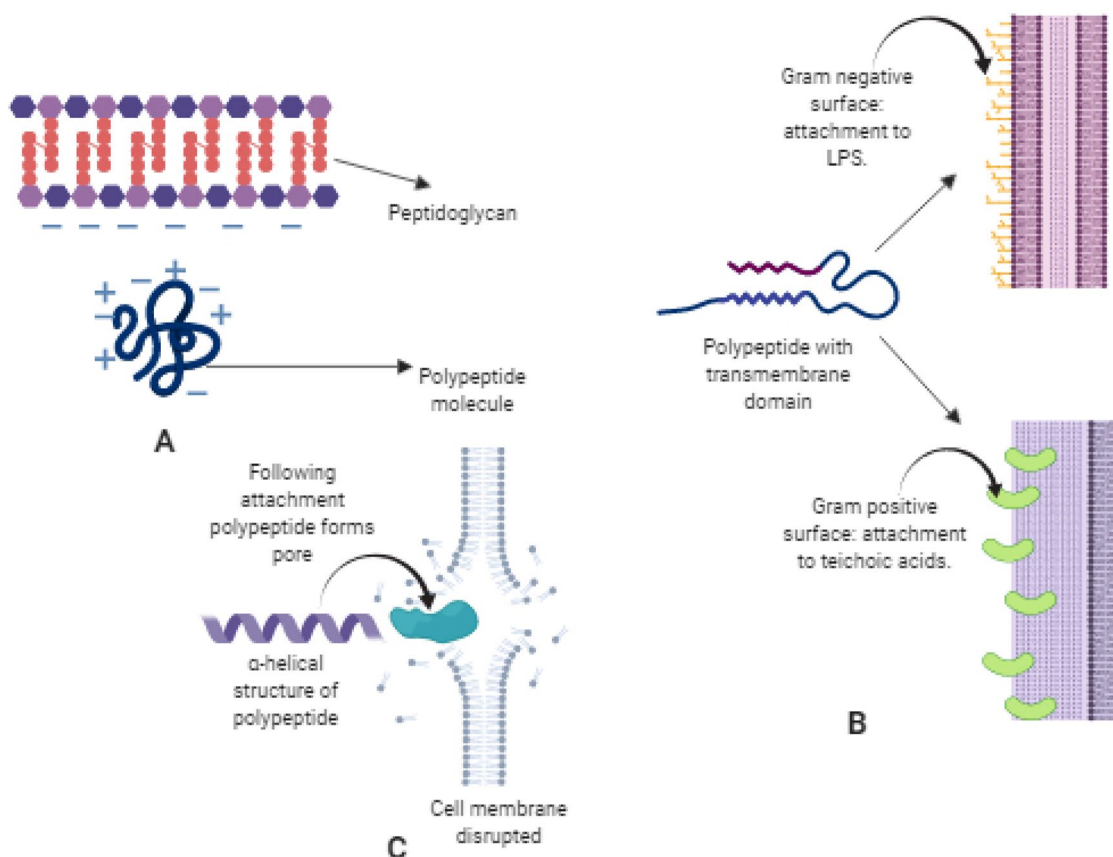 Peptidoglycan
Polypeptide
molecule
A
Gram negative
surface:
attachment to
LPS.
Polypeptide with
transmembrane
domain
Gram positive
surface: attachment
to teichoic acids.
B
Following
attachment
polypeptide forms
pore
α-helical
structure of
polypeptide
Cell membrane
disrupted
C